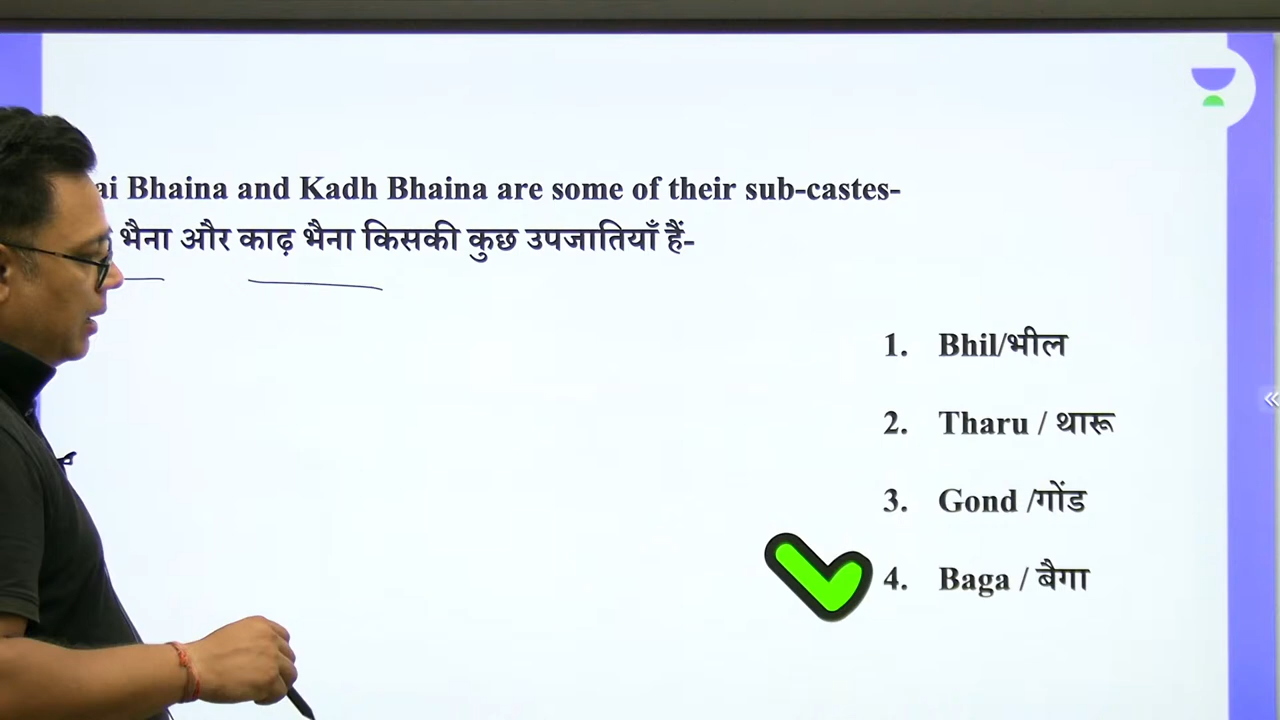 Bhaina and Kadh Bhaina are some of their sub-castes-
भैना और काढ़ भैना किसकी कुछ उपजातियाँ हैं-
1. Bhil/भील
2. Tharu / थारू
3. Gond /गोंड
4. Baga / बैगा